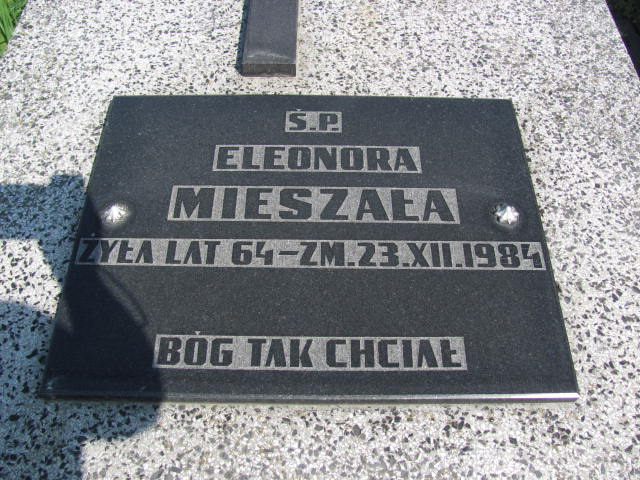 Ś.P.
ELEONORA
MIESZAŁA
ŻYŁA LAT 64-ZM.23.XII.1984
BÓG TAK CHCIAŁ